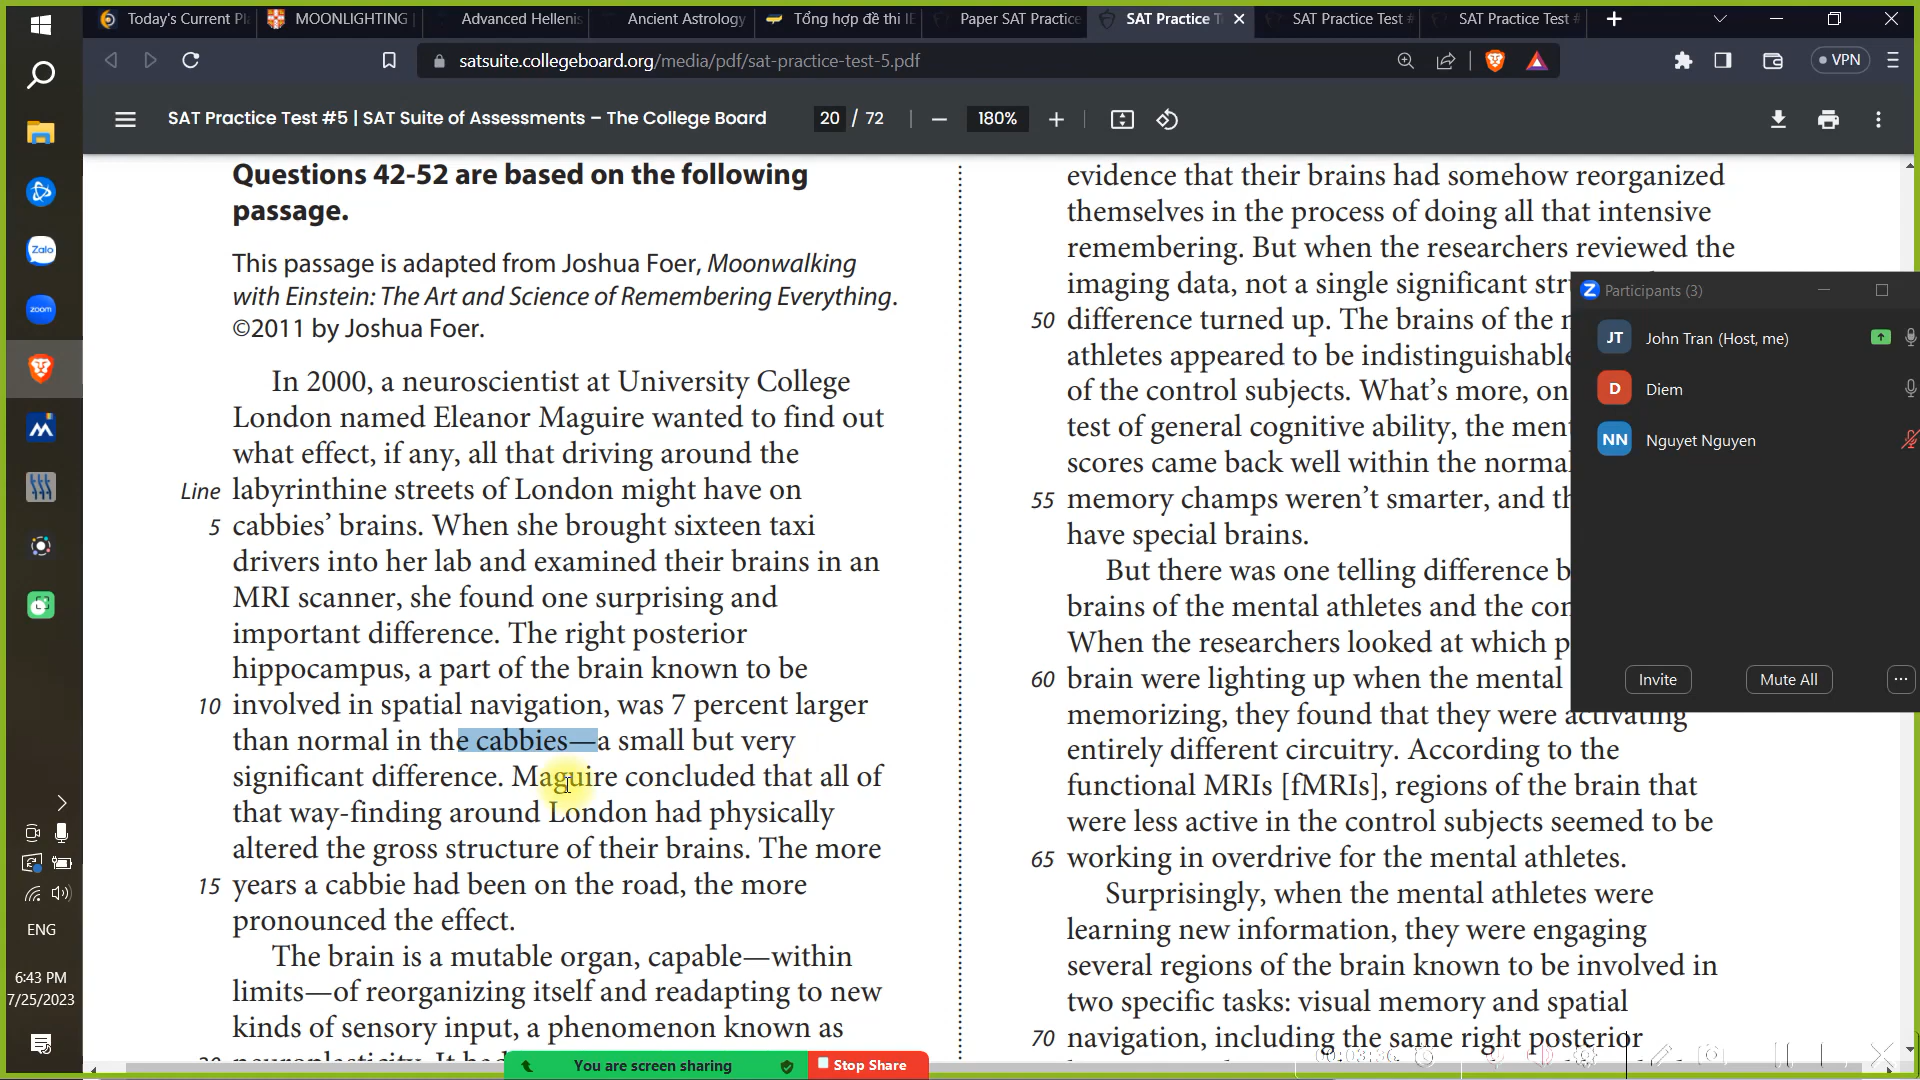 Today's Current Pl
MOONLIGHTING
Advanced Hellenis
Ancient Astrology
Tổng hợp đề thi IE
Paper SAT Practice
SAT Practice T
SAT Practice Test #
SAT Practice Test #
satsuite.collegeboard.org/media/pdf/sat-practice-test-5.pdf
VPN
SAT Practice Test #5 | SAT Suite of Assessments – The College Board
20 / 72
180%
Questions 42-52 are based on the following
passage.
This passage is adapted from Joshua Foer, Moonwalking
with Einstein: The Art and Science of Remembering Everything.
©2011 by Joshua Foer.
In 2000, a neuroscientist at University College
London named Eleanor Maguire wanted to find out
what effect, if any, all that driving around the
Line labyrinthine streets of London might have on
5 cabbies’ brains. When she brought sixteen taxi
drivers into her lab and examined their brains in an
MRI scanner, she found one surprising and
important difference. The right posterior
hippocampus, a part of the brain known to be
10 involved in spatial navigation, was 7 percent larger
than normal in the cabbies—a small but very
significant difference. Maguire concluded that all of
that way-finding around London had physically
altered the gross structure of their brains. The more
15 years a cabbie had been on the road, the more
pronounced the effect.
The brain is a mutable organ, capable—within
limits—of reorganizing itself and readapting to new
kinds of sensory input, a phenomenon known as
evidence that their brains had somehow reorganized
themselves in the process of doing all that intensive
remembering. But when the researchers reviewed the
imaging data, not a single significant str
50 difference turned up. The brains of the m
athletes appeared to be indistinguishable
of the control subjects. What’s more, on
test of general cognitive ability, the men
scores came back well within the normal
55 memory champs weren’t smarter, and th
have special brains.
But there was one telling difference b
brains of the mental athletes and the con
When the researchers looked at which p
60 brain were lighting up when the mental
memorizing, they found that they were activating
entirely different circuitry. According to the
functional MRIs [fMRIs], regions of the brain that
were less active in the control subjects seemed to be
65 working in overdrive for the mental athletes.
Surprisingly, when the mental athletes were
learning new information, they were engaging
several regions of the brain known to be involved in
two specific tasks: visual memory and spatial
70 navigation, including the same right posterior
Participants (3)
JT John Tran (Host, me)
D Diem
NN Nguyet Nguyen
Invite
Mute All
Zalo
zoom
ENG
6:43 PM
7/25/2023
You are screen sharing
Stop Share